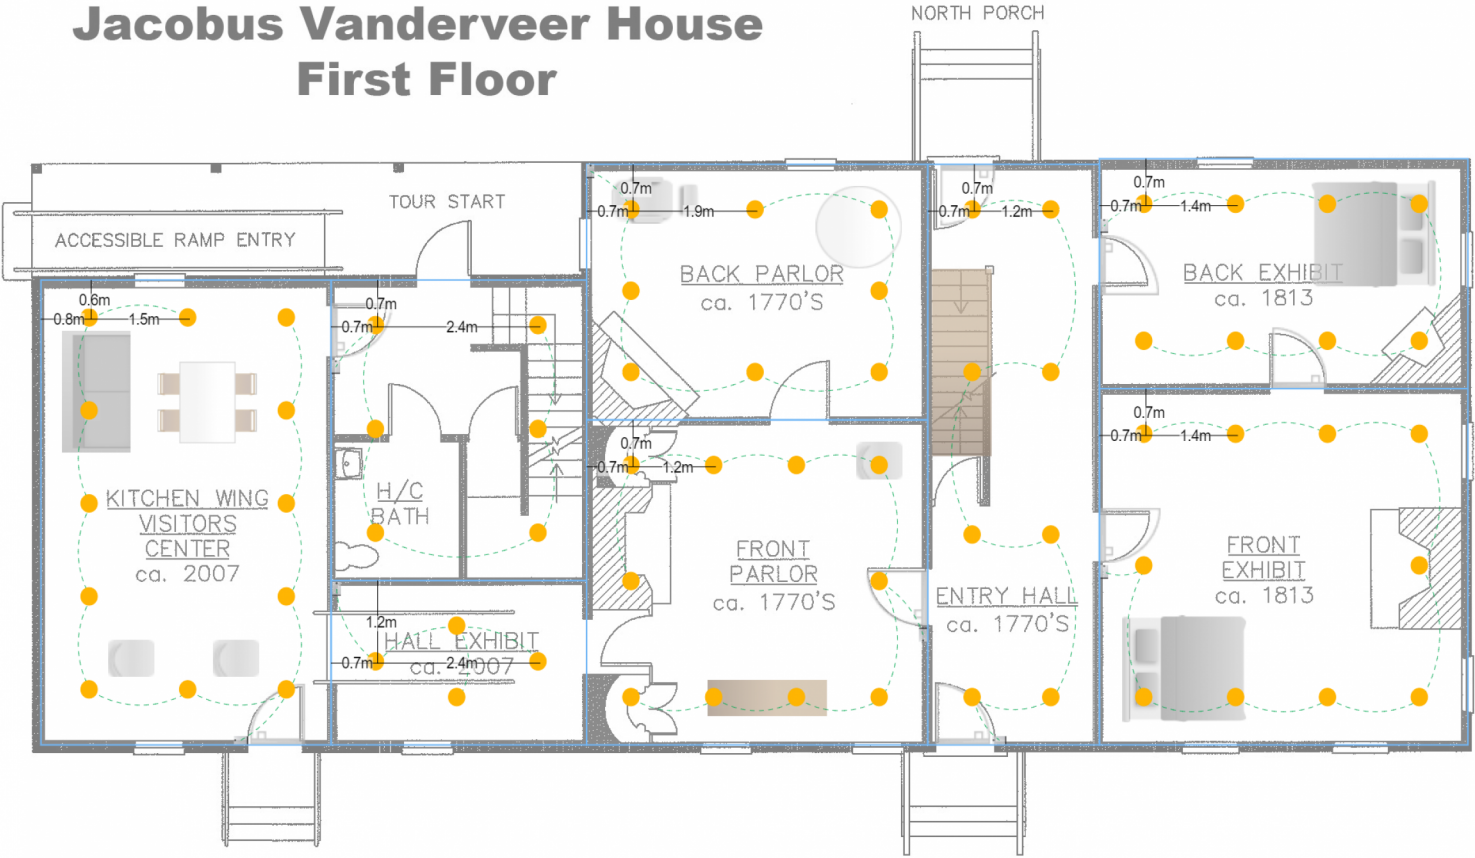 Jacobus Vanderveer House
First Floor
NORTH PORCH
TOUR START
ACCESSIBLE RAMP ENTRY
0.7m
0.7m
1.9m
0.7m
0.7m
1.2m
0.7m
0.7m
1.4m
BACK PARLOR
ca. 1770'S
BACK EXHIBIT
ca. 1813
0.6m
0.8m
1.5m
0.7m
0.7m
2.4m
0.7m
0.7m
1.2m
0.7m
0.7m
1.4m
KITCHEN WING
VISITORS
CENTER
ca. 2007
H/C
BATH
FRONT
PARLOR
ca. 1770'S
ENTRY HALL
ca. 1770'S
FRONT
EXHIBIT
ca. 1813
1.2m
HALL EXHIBIT
ca. 2007
0.7m
2.4m